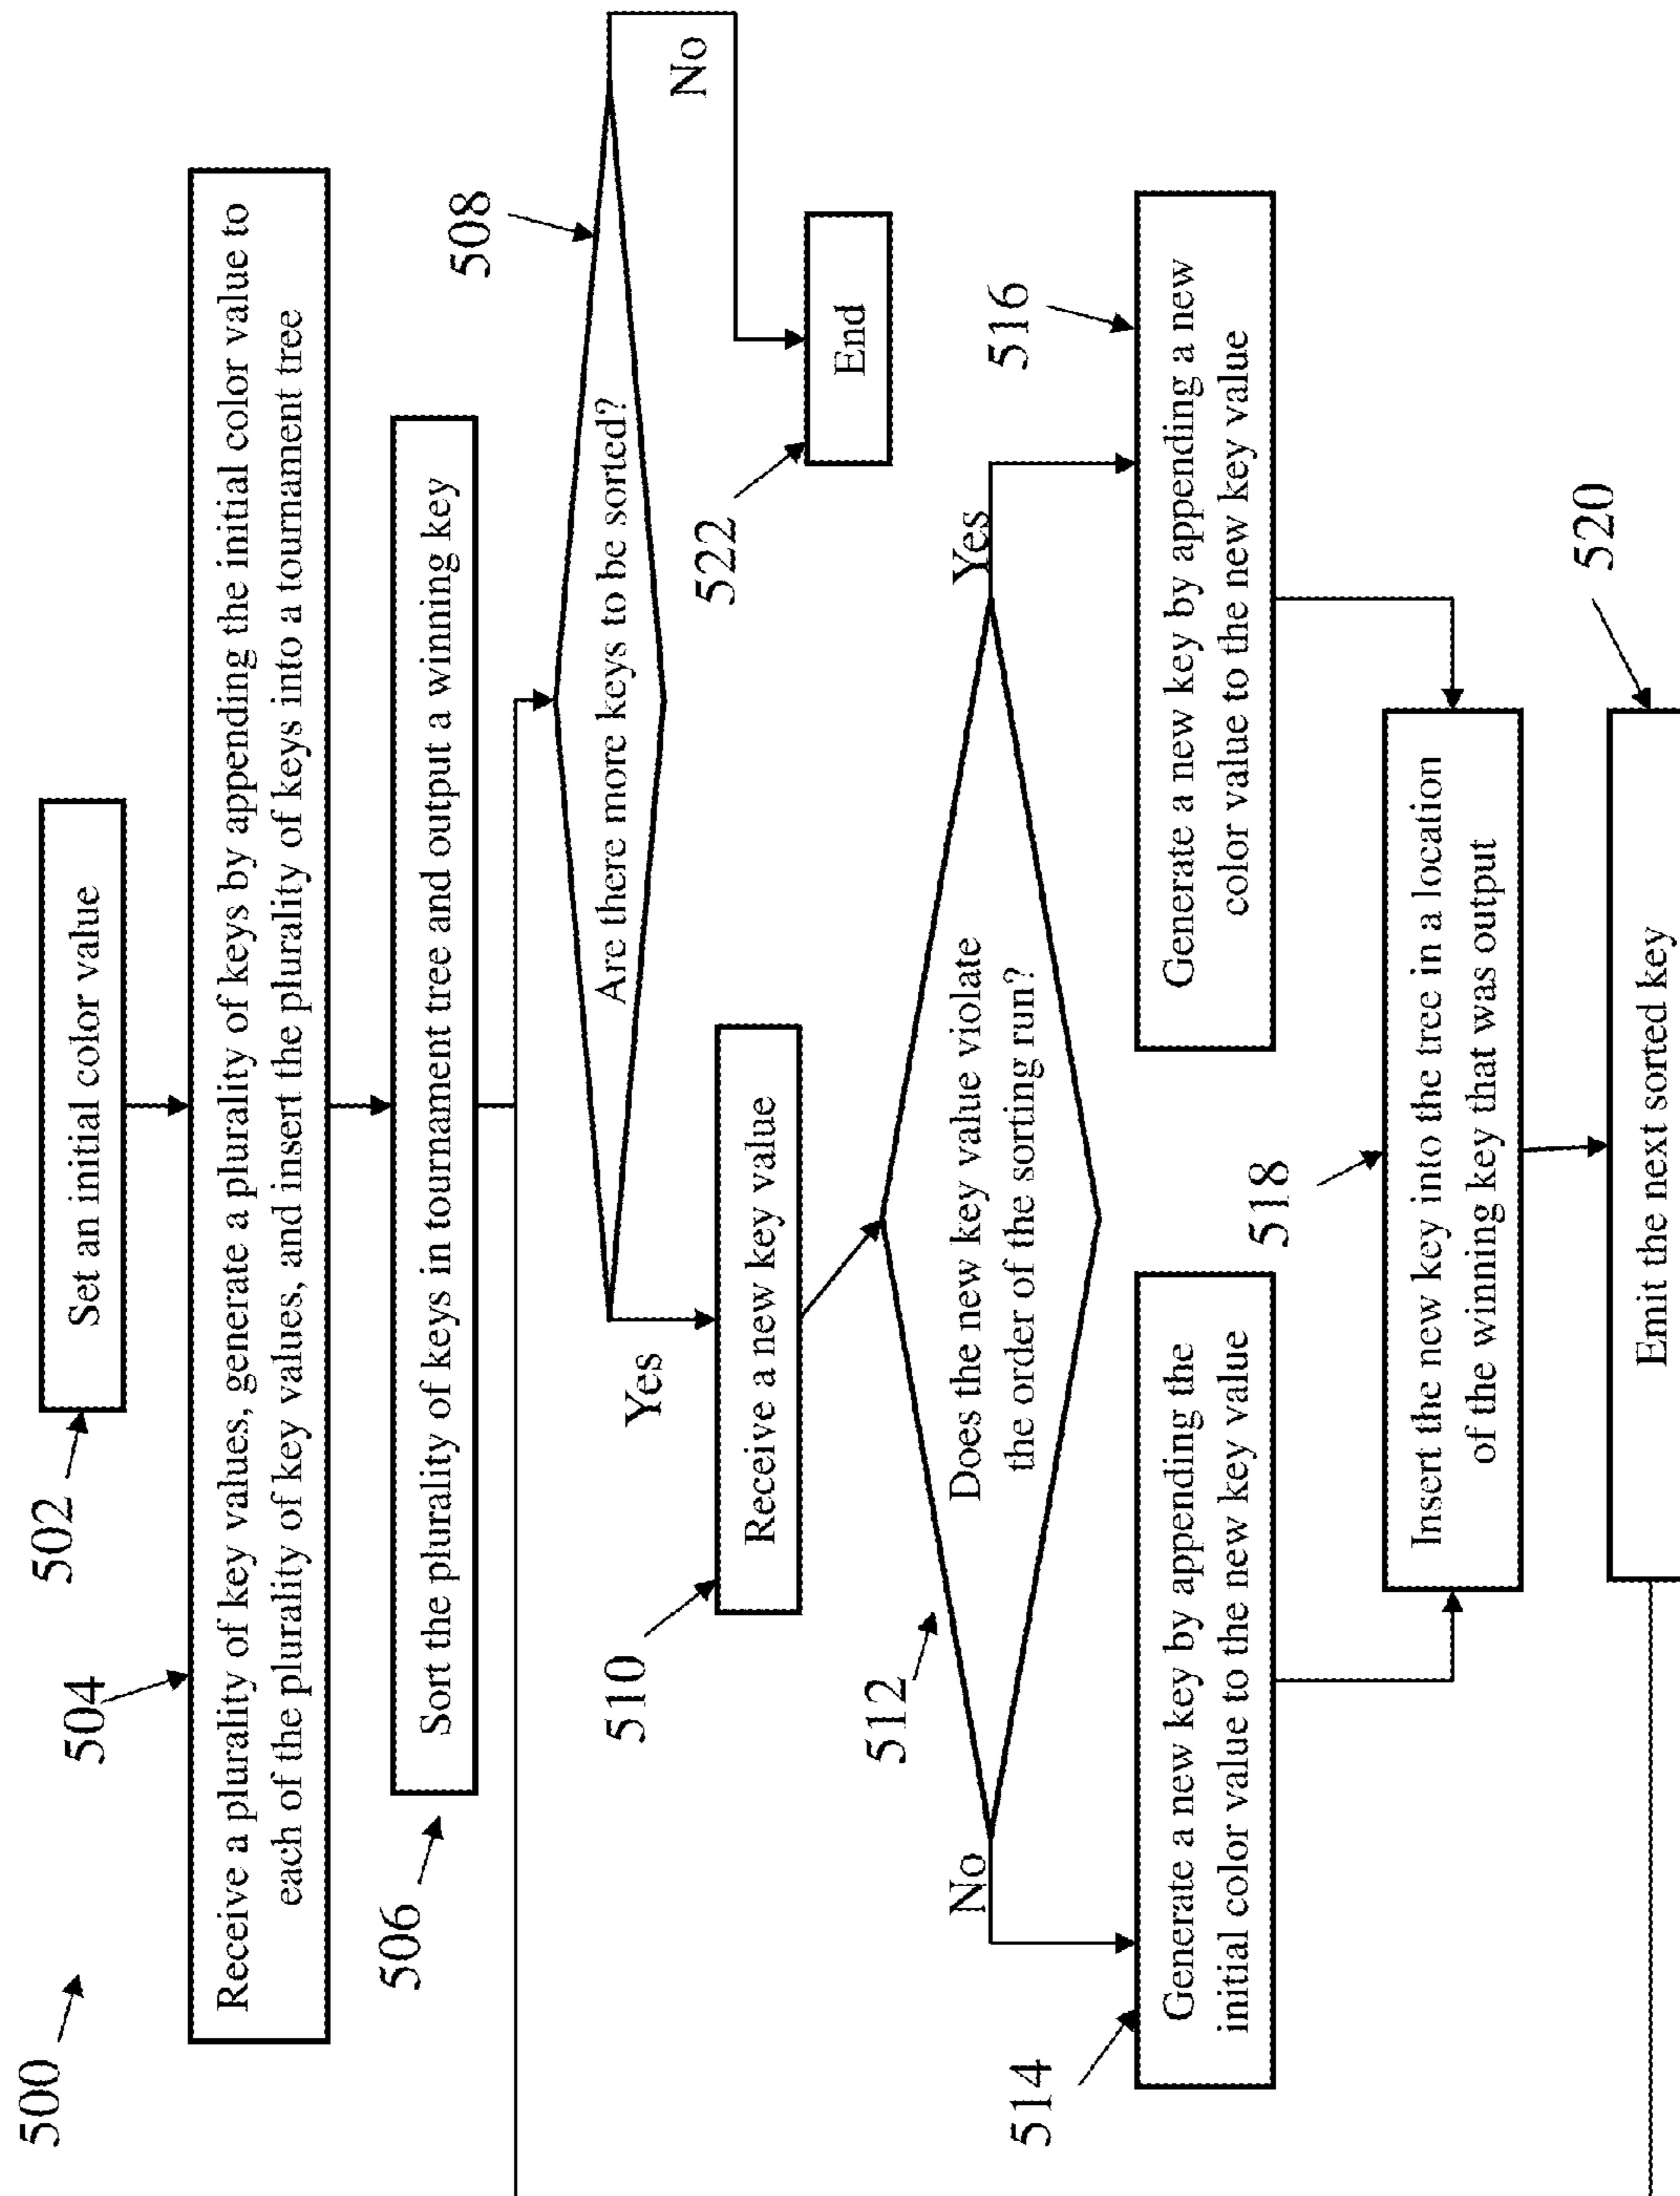 500
502
Set an initial color value
504
Receive a plurality of key values, generate a plurality of keys by appending the initial color value to
each of the plurality of key values, and insert the plurality of keys into a tournament tree
506
Sort the plurality of keys in tournament tree and output a winning key
508
Are there more keys to be sorted?
Yes
No
510
Receive a new key value
522
End
512
Does the new key value violate
the order of the sorting run?
No
Yes
514
Generate a new key by appending the
initial color value to the new key value
516
Generate a new key by appending a new
color value to the new key value
518
Insert the new key into the tree in a location
of the winning key that was output
520
Emit the next sorted key